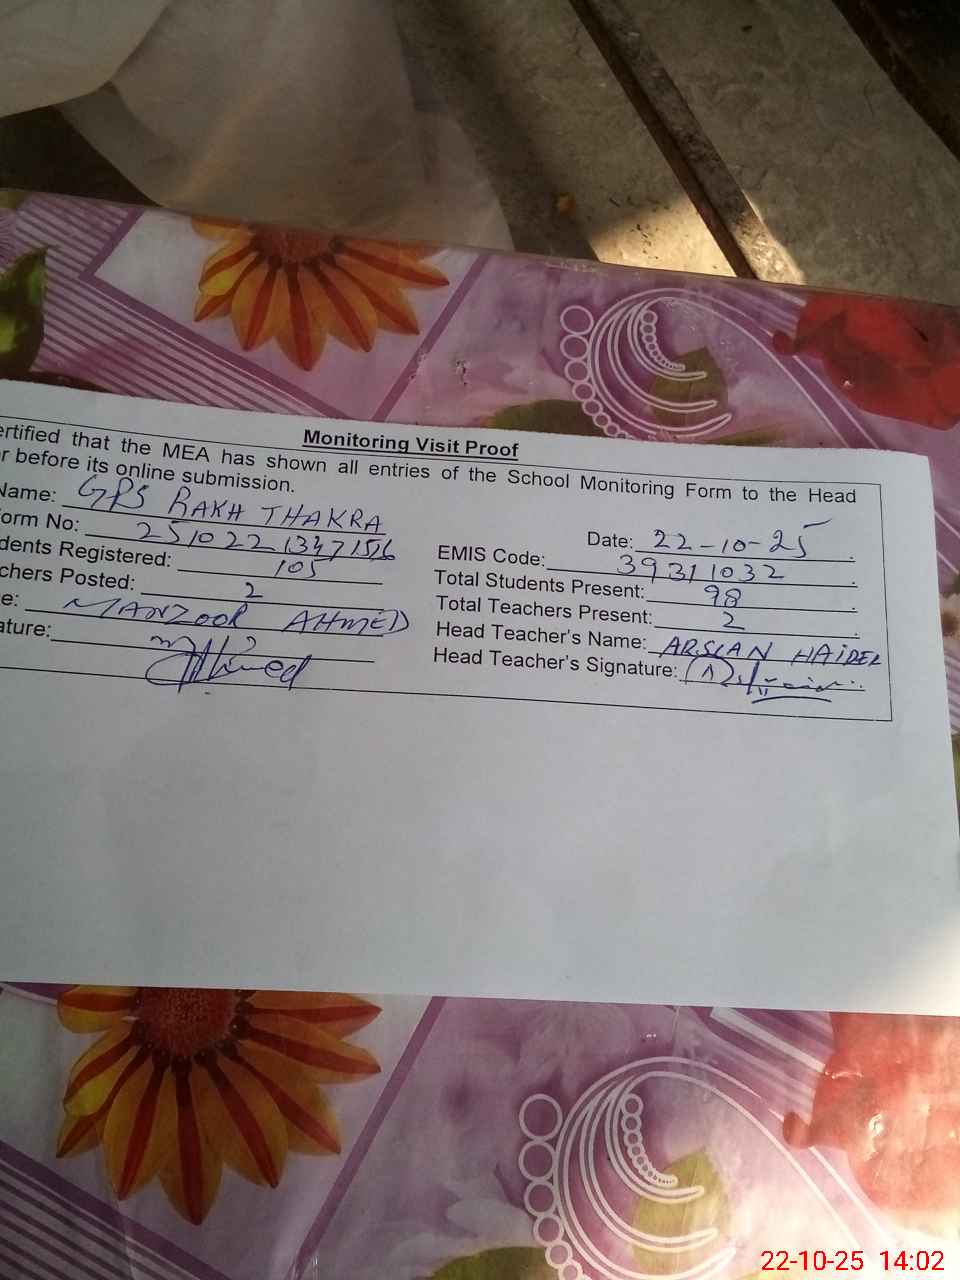 Monitoring Visit Proof
ertified that the MEA has shown all entries of the School Monitoring Form to the Head
r before its online submission.
Name: GPS RAKH THAKRA
Date: 22-10-25
orm No: 2510221347156
EMIS Code: 39311032
dents Registered: 105
Total Students Present: 98
chers Posted: 2
Total Teachers Present: 2
e: MANZOOR AHMED
Head Teacher's Name: ARSLAN HAIDER
ature:
Head Teacher's Signature:
22-10-25 14:02